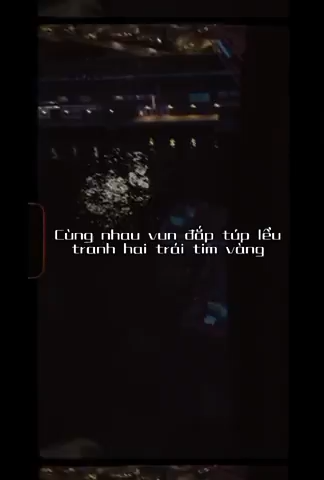 Cùng nhau vun đắp túp lều
tranh hai trái tim vàng